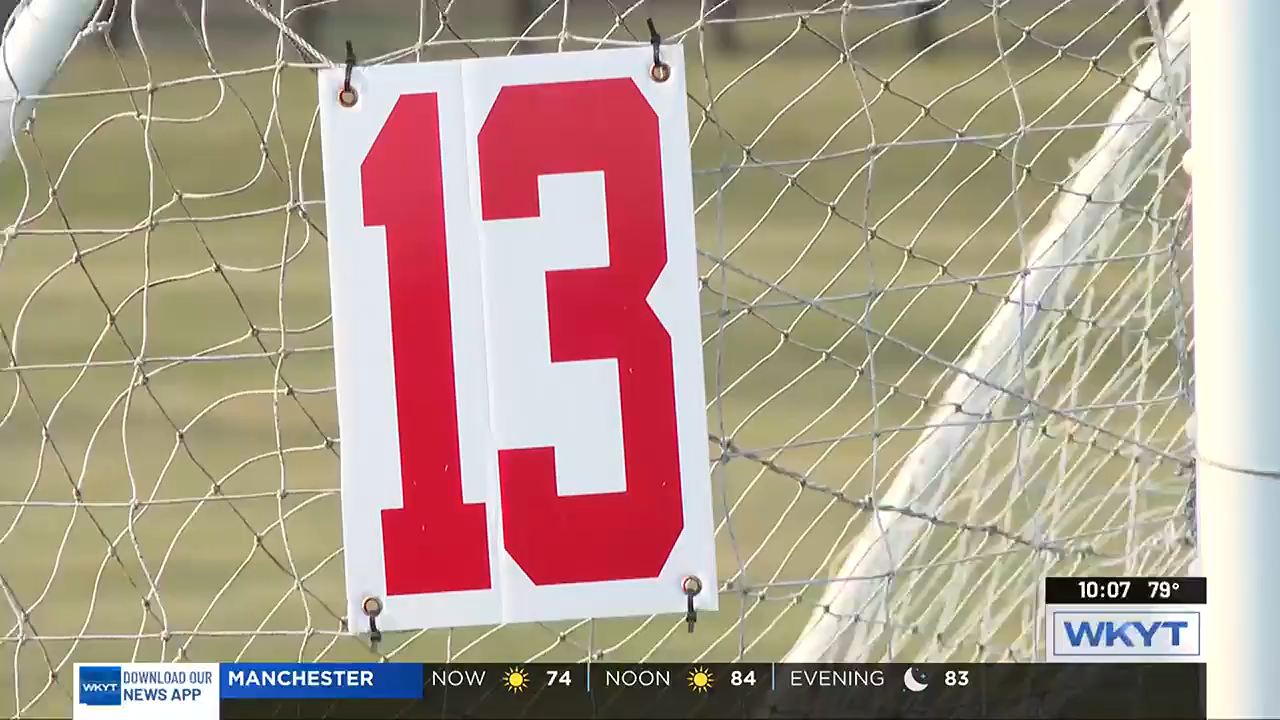 13
10:07 79°
WKYT
WKYT
DOWNLOAD OUR
NEWS APP
MANCHESTER
NOW 74
NOON 84
EVENING 83